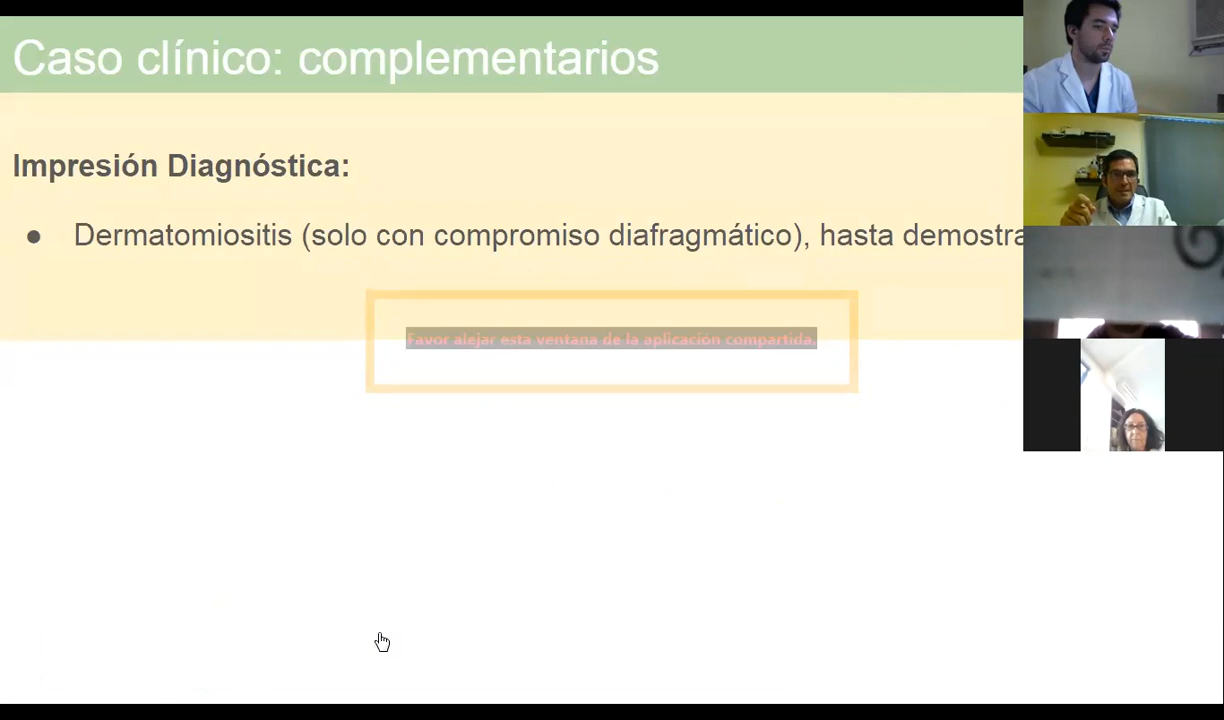 Caso clínico: complementarios
Impresión Diagnóstica:
● Dermatomiositis (solo con compromiso diafragmático), hasta demostra
Favor alejar esta ventana de la aplicación compartida.